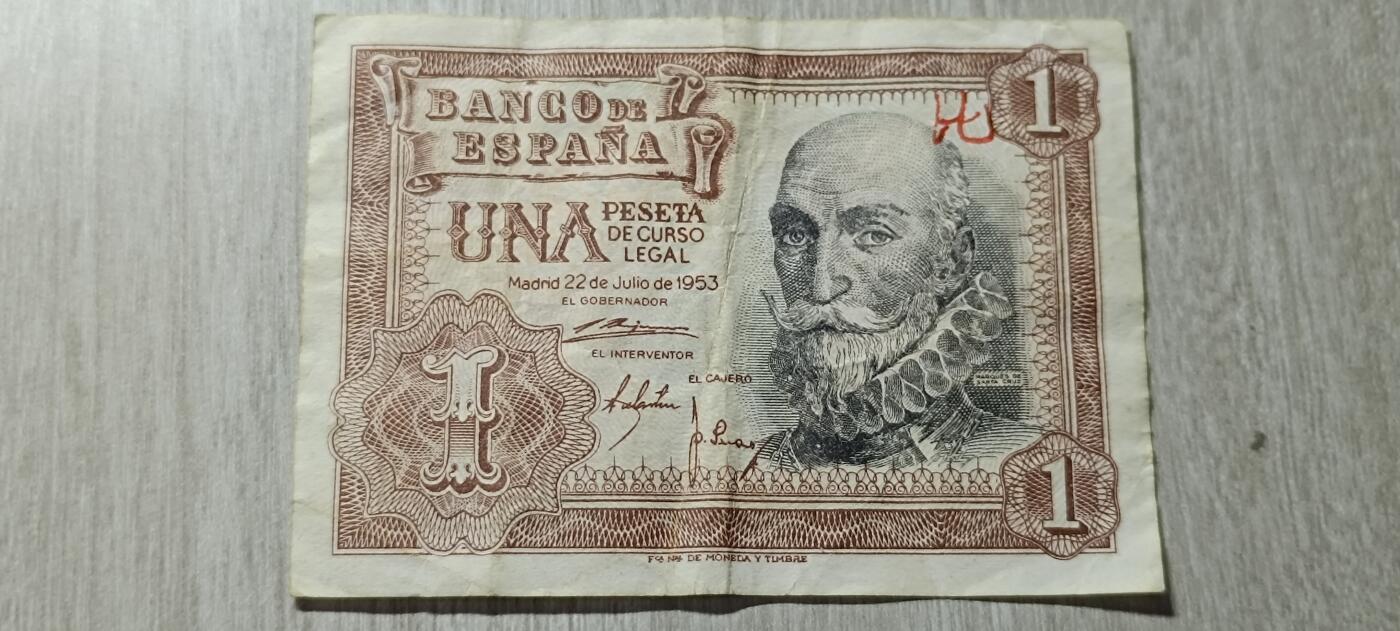 BANCO DE
ESPAÑA
1
UNA PESETA
DE CURSO
LEGAL
Madrid 22 de Julio de 1953
EL GOBERNADOR
EL INTERVENTOR
EL CAJERO
MARQUES DE
SANTA CRUZ
1
1
Fca. Nal. DE MONEDA Y TIMBRE